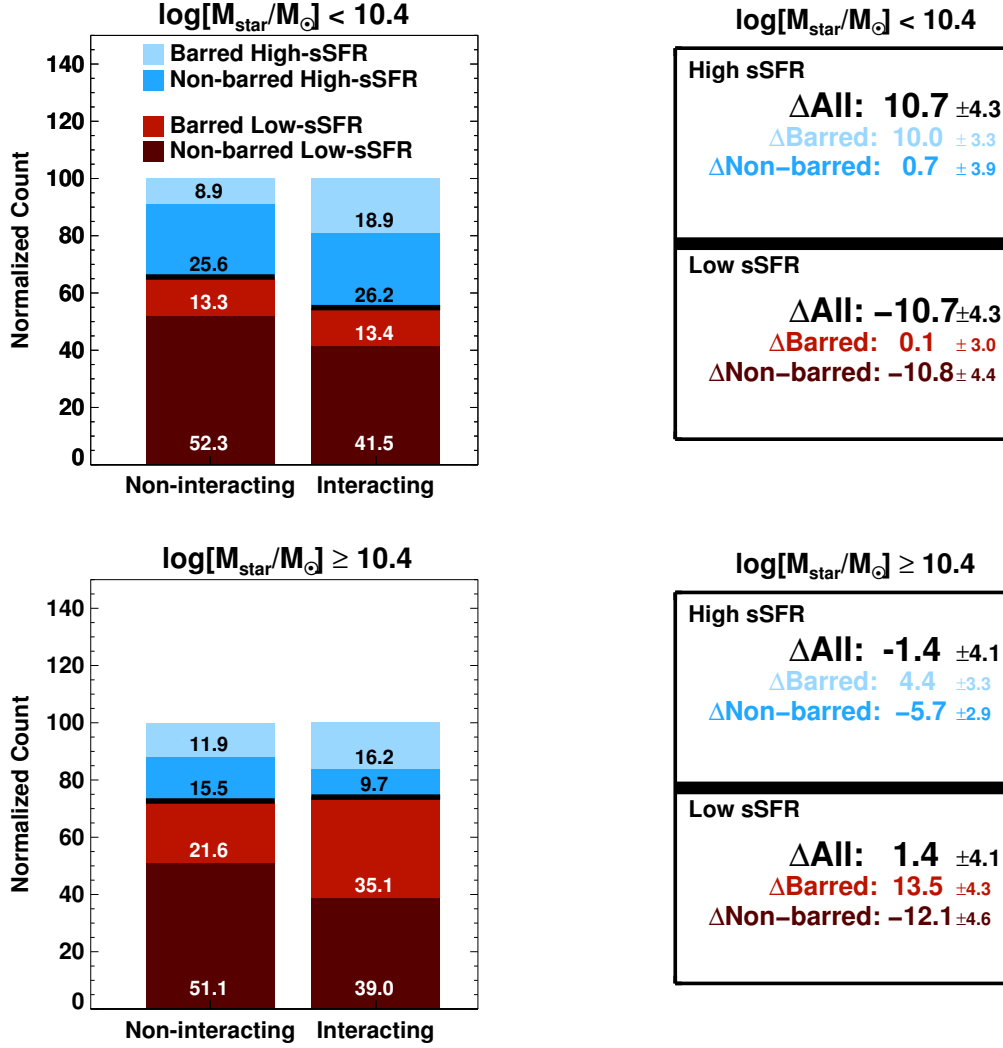 log[M_star/M_⊙] < 10.4
Barred High-sSFR
Non-barred High-sSFR
Barred Low-sSFR
Non-barred Low-sSFR
Normalized Count
140
120
100
80
60
40
20
0
8.9
25.6
13.3
52.3
18.9
26.2
13.4
41.5
Non-interacting Interacting
log[M_star/M_⊙] < 10.4
High sSFR
ΔAll: 10.7 ±4.3
ΔBarred: 10.0 ± 3.3
ΔNon−barred: 0.7 ± 3.9
Low sSFR
ΔAll: −10.7±4.3
ΔBarred: 0.1 ± 3.0
ΔNon−barred: −10.8± 4.4
log[M_star/M_⊙] ≥ 10.4
Normalized Count
140
120
100
80
60
40
20
0
11.9
15.5
21.6
51.1
16.2
9.7
35.1
39.0
Non-interacting Interacting
log[M_star/M_⊙] ≥ 10.4
High sSFR
ΔAll: -1.4 ±4.1
ΔBarred: 4.4 ±3.3
ΔNon−barred: −5.7 ±2.9
Low sSFR
ΔAll: 1.4 ±4.1
ΔBarred: 13.5 ±4.3
ΔNon−barred: −12.1±4.6